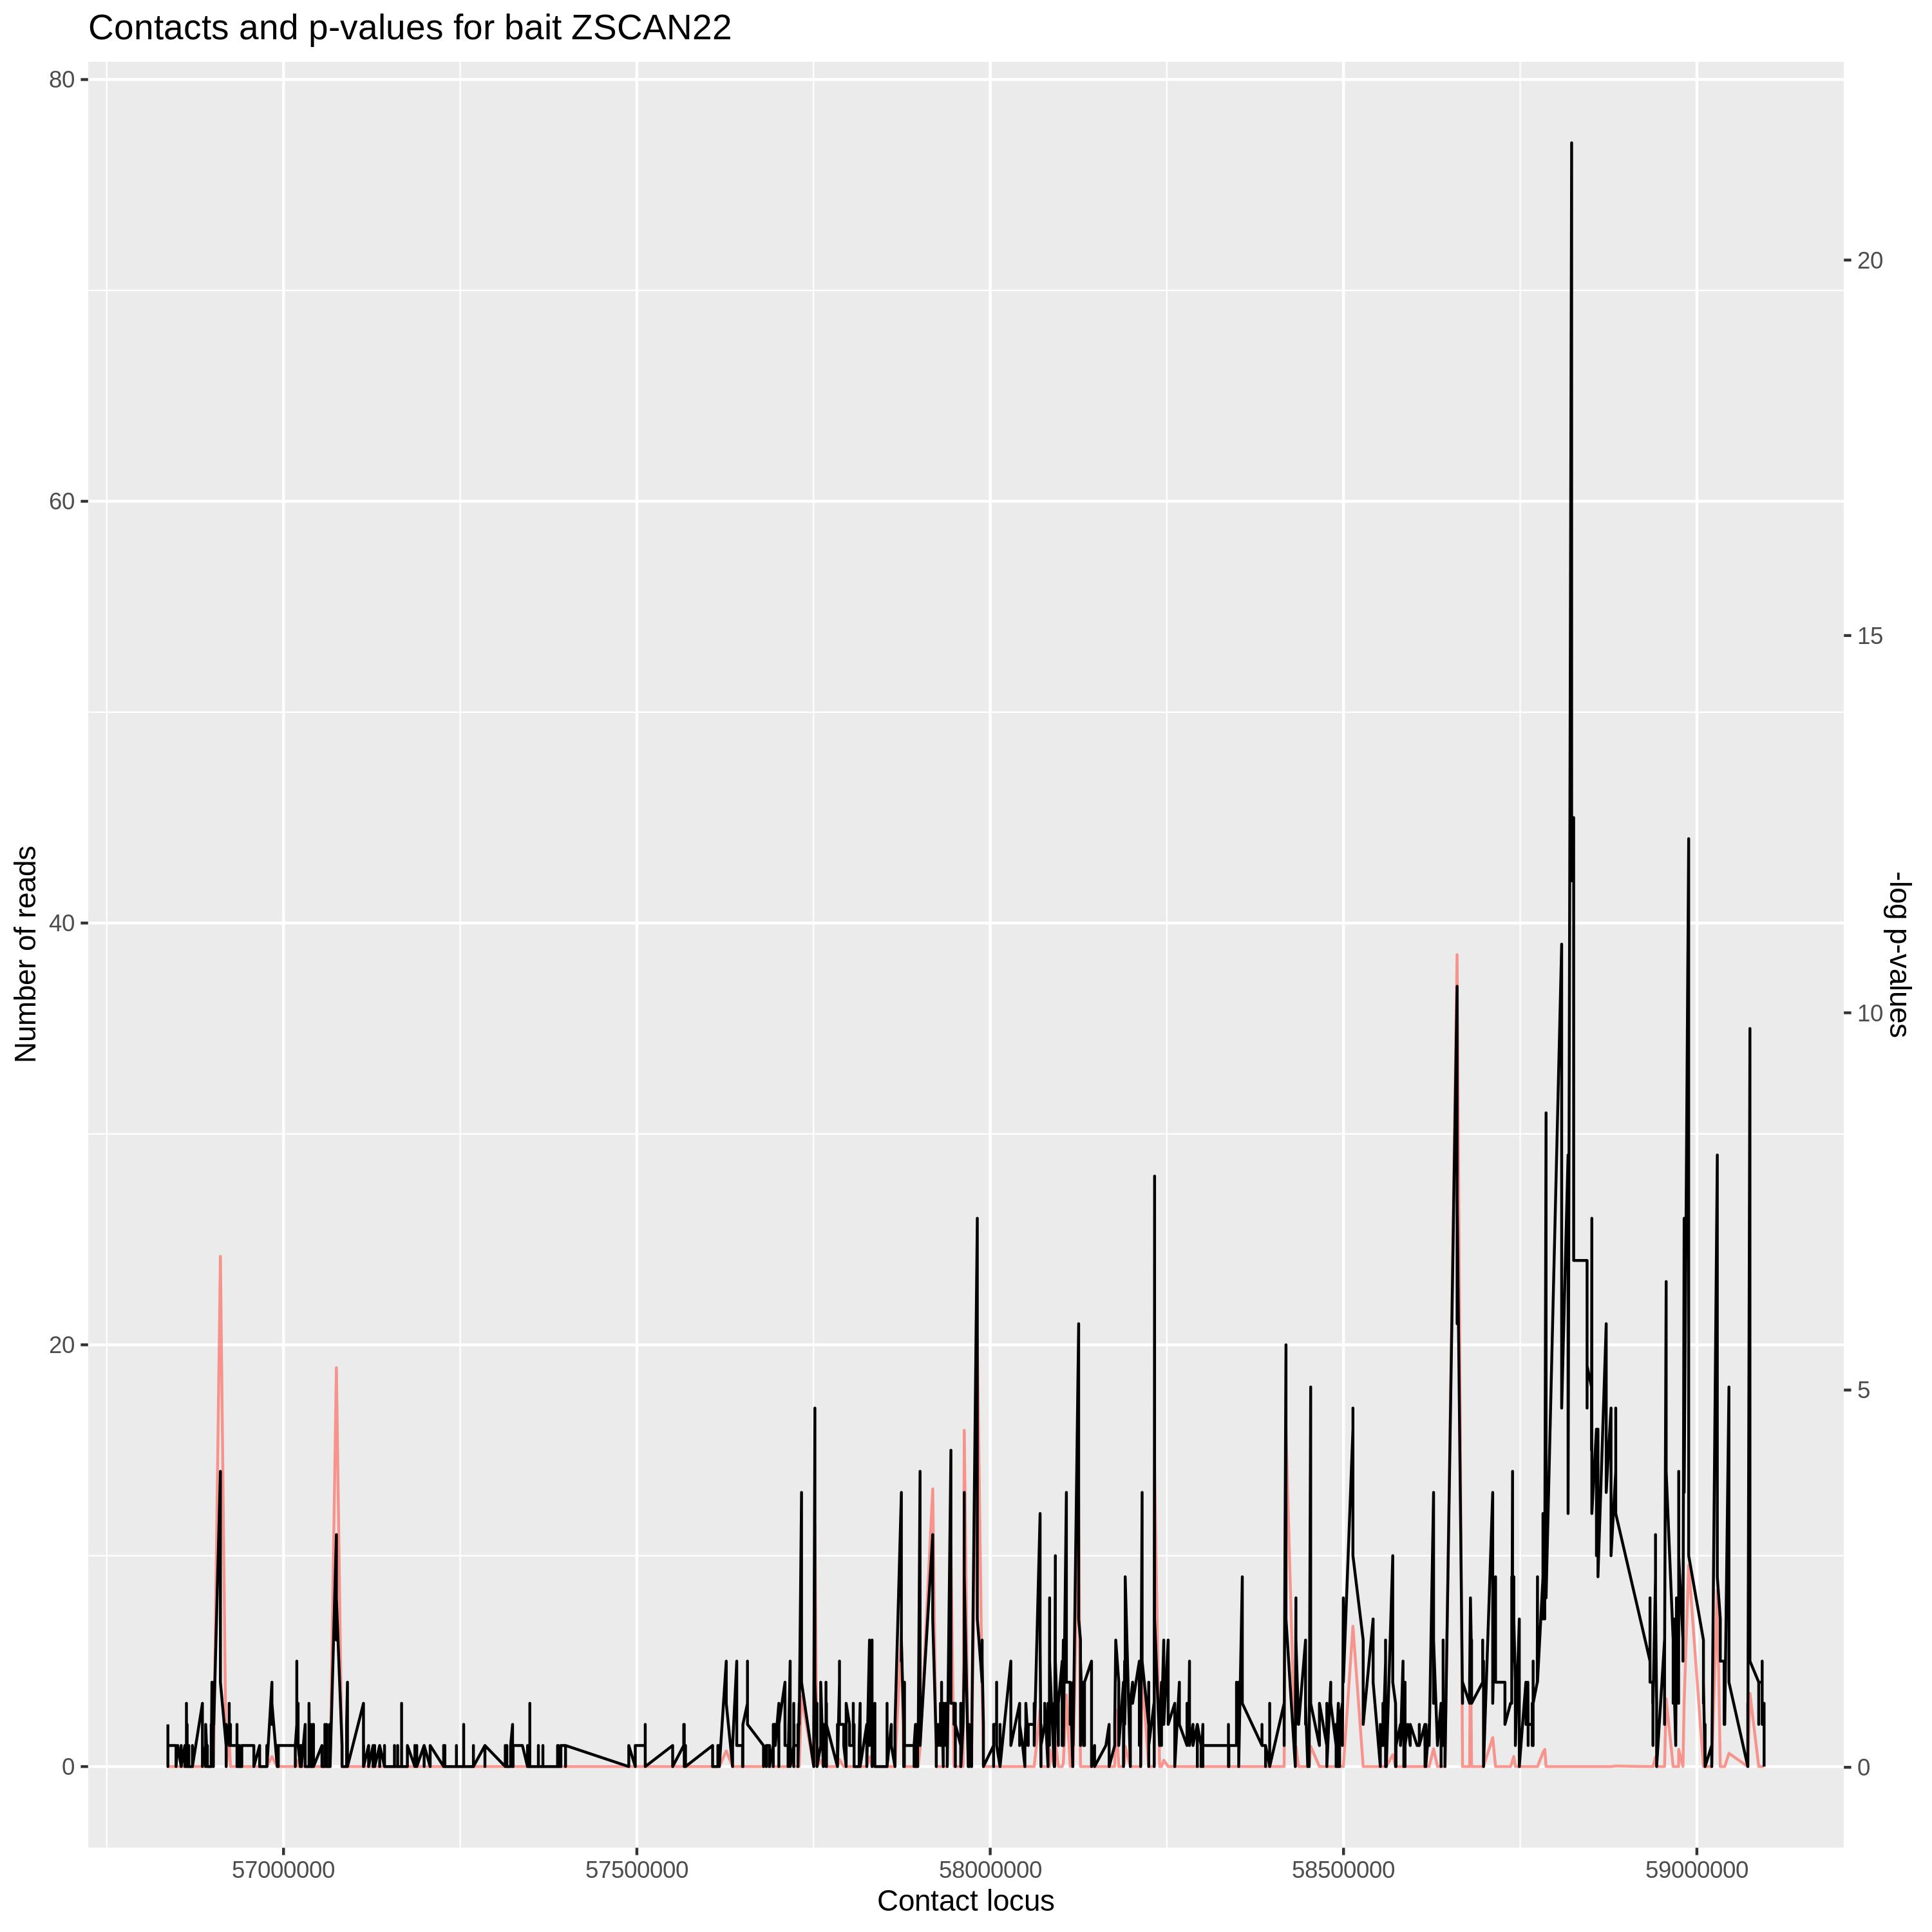 Contacts and p-values for bait ZSCAN22
80
60
40
20
0
Number of reads
20
15
10
5
0
-log p-values
57000000 57500000 58000000 58500000 59000000
Contact locus